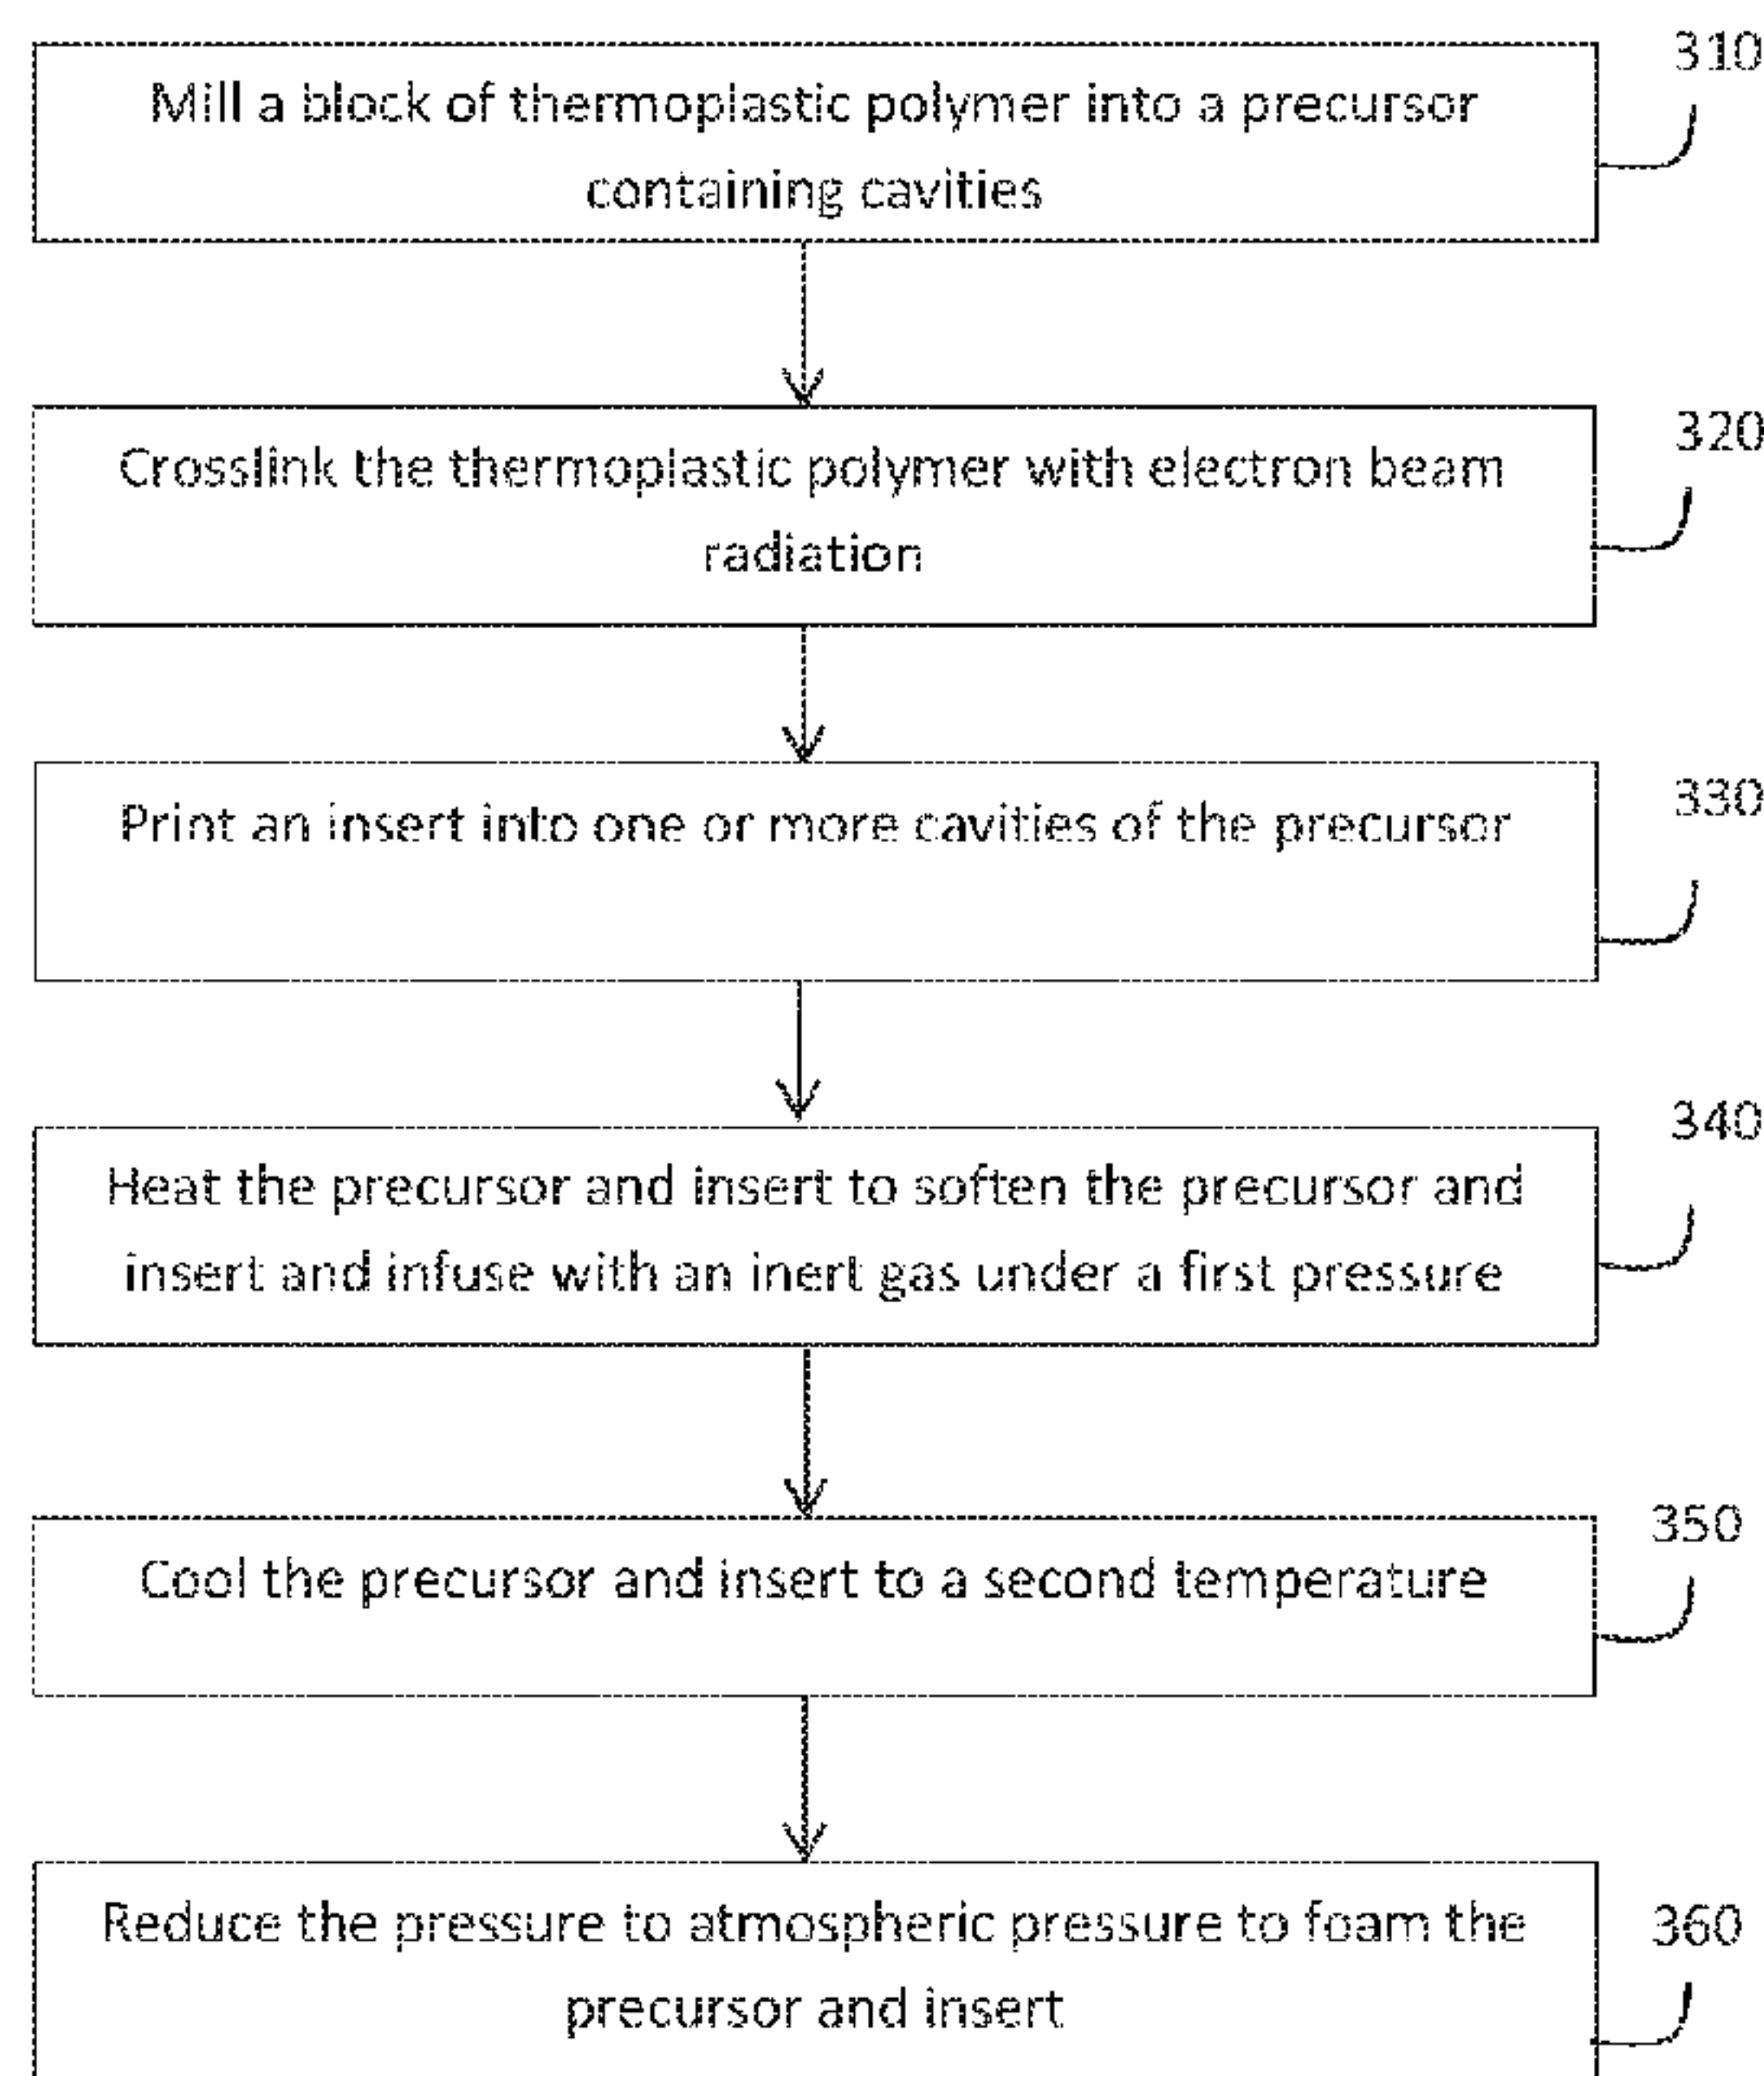 310
Mill a block of thermoplastic polymer into a precursor
containing cavities
320
Crosslink the thermoplastic polymer with electron beam
radiation
330
Print an insert into one or more cavities of the precursor
340
Heat the precursor and insert to soften the precursor and
insert and infuse with an inert gas under a first pressure
350
Cool the precursor and insert to a second temperature
360
Reduce the pressure to atmospheric pressure to foam the
precursor and insert